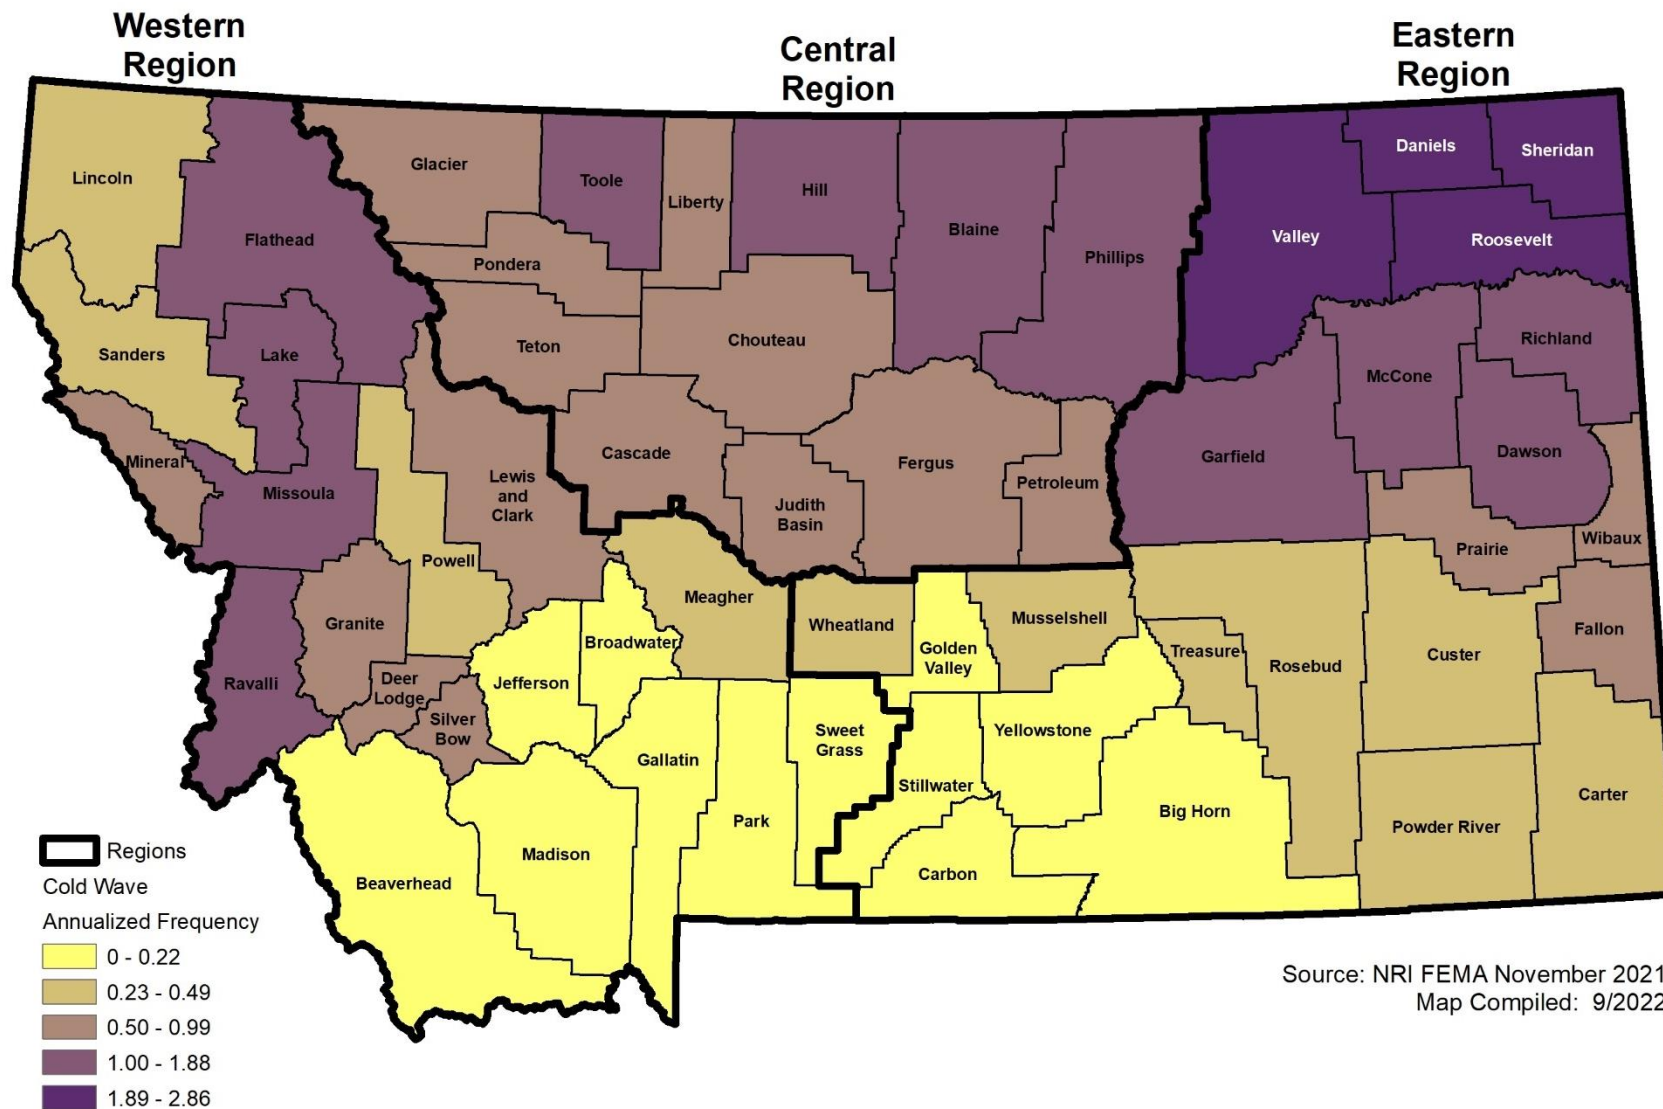 Western
Region
Central
Region
Eastern
Region
Lincoln
Flathead
Glacier
Toole
Liberty
Hill
Blaine
Phillips
Valley
Daniels
Sheridan
Roosevelt
Sanders
Lake
Pondera
Teton
Chouteau
Richland
McCone
Dawson
Garfield
Mineral
Missoula
Lewis
and
Clark
Cascade
Judith
Basin
Fergus
Petroleum
Prairie
Wibaux
Powell
Granite
Ravalli
Deer
Lodge
Silver
Bow
Jefferson
Broadwater
Meagher
Wheatland
Golden
Valley
Musselshell
Treasure
Rosebud
Custer
Fallon
Beaverhead
Madison
Gallatin
Park
Sweet
Grass
Stillwater
Yellowstone
Carbon
Big Horn
Powder River
Carter
Regions
Cold Wave
Annualized Frequency
0 - 0.22
0.23 - 0.49
0.50 - 0.99
1.00 - 1.88
1.89 - 2.86
Source: NRI FEMA November 2021
Map Compiled: 9/2022